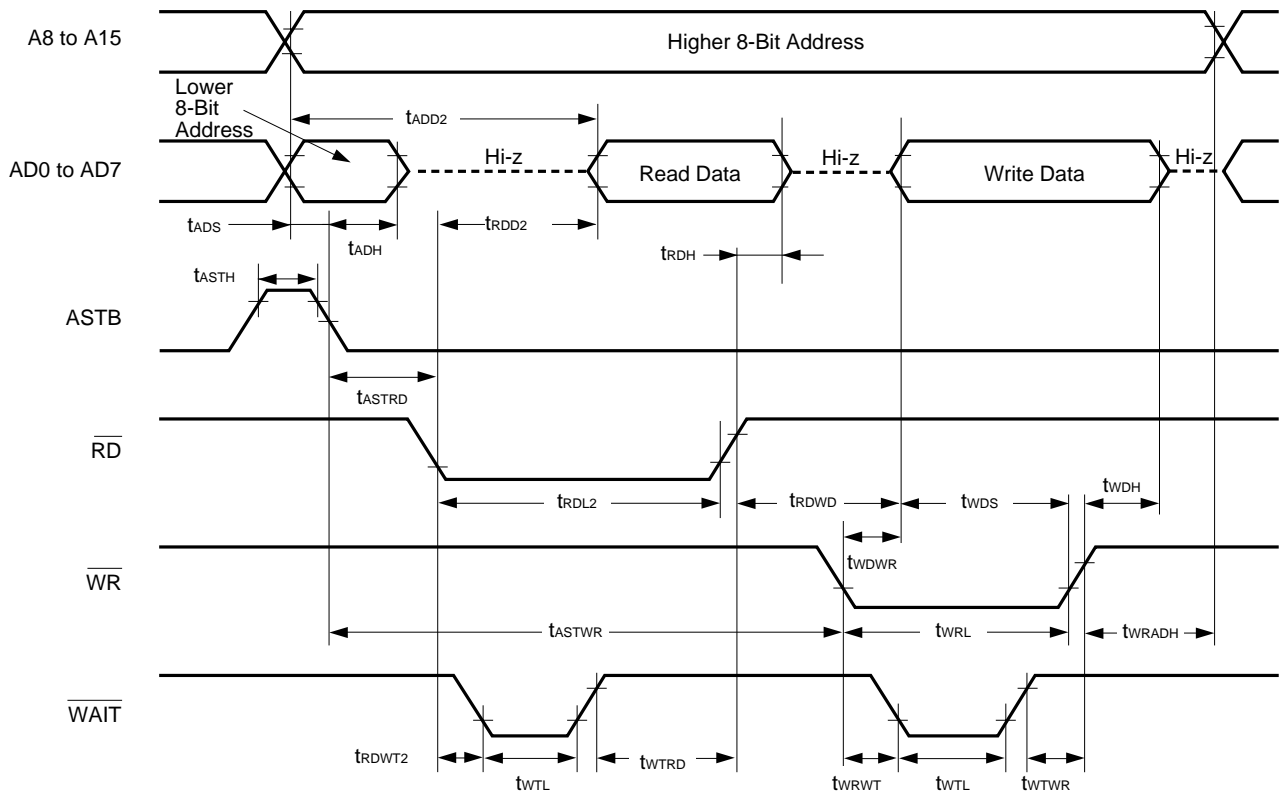 A8 to A15
Higher 8-Bit Address
Lower
8-Bit
Address
tADD2
AD0 to AD7
Hi-z
Read Data
Hi-z
Write Data
Hi-z
tADS
tADH
tRDD2
tRDH
tASTH
ASTB
tASTRD
RD
tRDL2
tRDWD
tWDS
tWDH
tWDWR
WR
tASTWR
tWRL
tWRADH
WAIT
tRDWT2
tWTL
tWTRD
tWRWT
tWTL
tWTWR